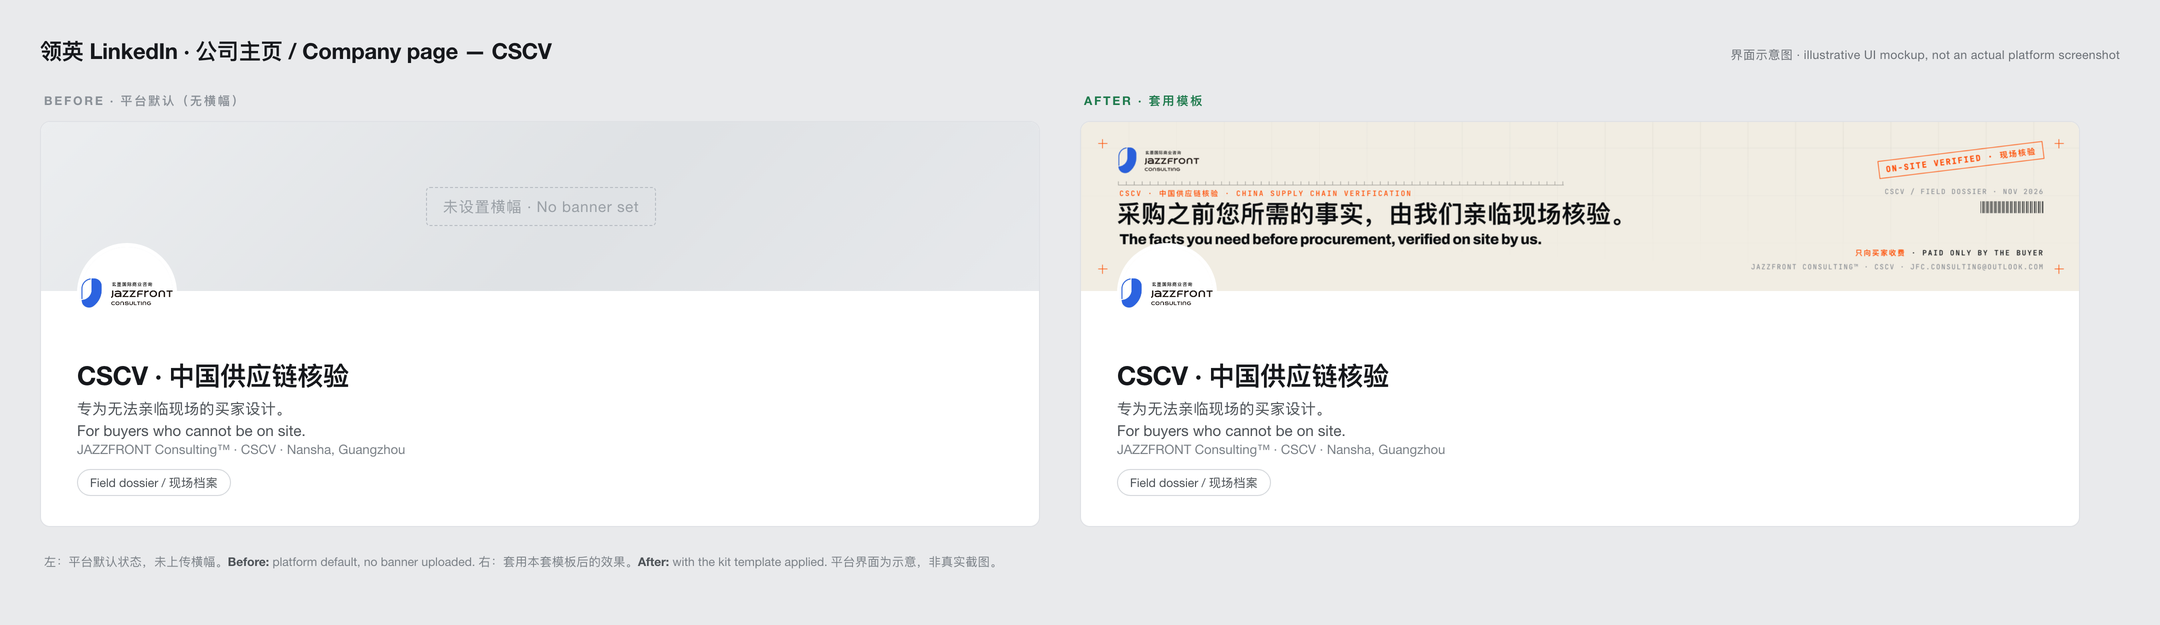 领英 LinkedIn · 公司主页 / Company page — CSCV
界面示意图 · illustrative UI mockup, not an actual platform screenshot
BEFORE · 平台默认（无横幅）
未设置横幅 · No banner set
JAZZFRONT
CONSULTING
CSCV · 中国供应链核验
专为无法亲临现场的买家设计。
For buyers who cannot be on site.
JAZZFRONT Consulting™ · CSCV · Nansha, Guangzhou
Field dossier / 现场档案
AFTER · 套用模板
JAZZFRONT
CONSULTING
CSCV · 中国供应链核验 · CHINA SUPPLY CHAIN VERIFICATION
采购之前您所需的事实，由我们亲临现场核验。
The facts you need before procurement, verified on site by us.
ON-SITE VERIFIED · 现场核验
CSCV / FIELD DOSSIER · NOV 2026
只向买家收费 · PAID ONLY BY THE BUYER
JAZZFRONT CONSULTING™ · CSCV · JFC.CONSULTING@OUTLOOK.COM
JAZZFRONT
CONSULTING
CSCV · 中国供应链核验
专为无法亲临现场的买家设计。
For buyers who cannot be on site.
JAZZFRONT Consulting™ · CSCV · Nansha, Guangzhou
Field dossier / 现场档案
左：平台默认状态，未上传横幅。Before: platform default, no banner uploaded. 右：套用本套模板后的效果。After: with the kit template applied. 平台界面为示意，非真实截图。